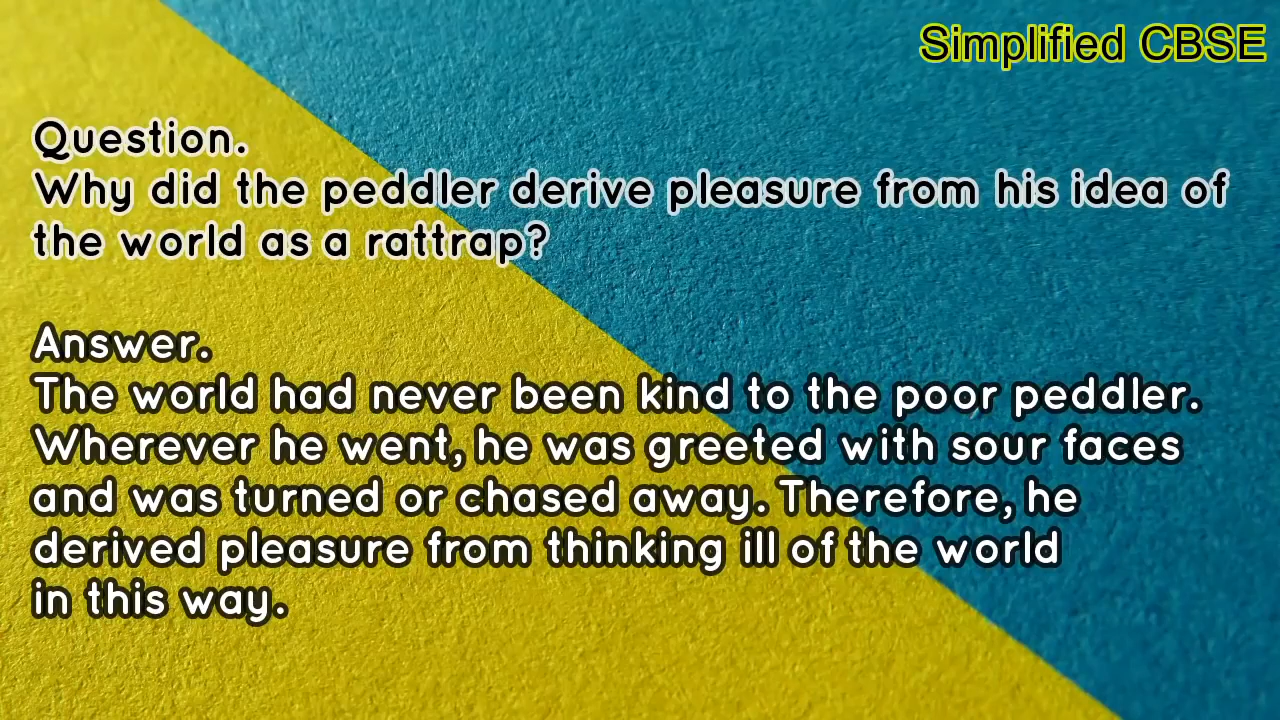 Simplified CBSE
Question.
Why did the peddler derive pleasure from his idea of
the world as a rattrap?
Answer.
The world had never been kind to the poor peddler.
Wherever he went, he was greeted with sour faces
and was turned or chased away. Therefore, he
derived pleasure from thinking ill of the world
in this way.